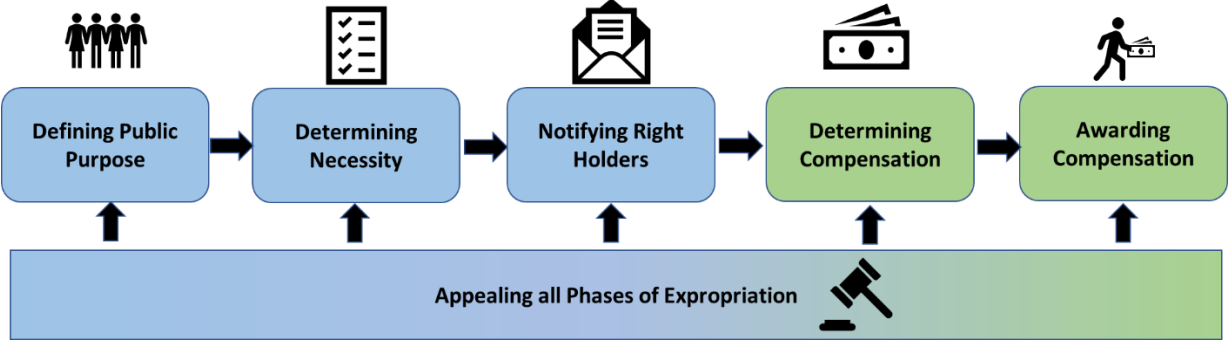 Defining Public
Purpose
Determining
Necessity
Notifying Right
Holders
Determining
Compensation
Awarding
Compensation
Appealing all Phases of Expropriation